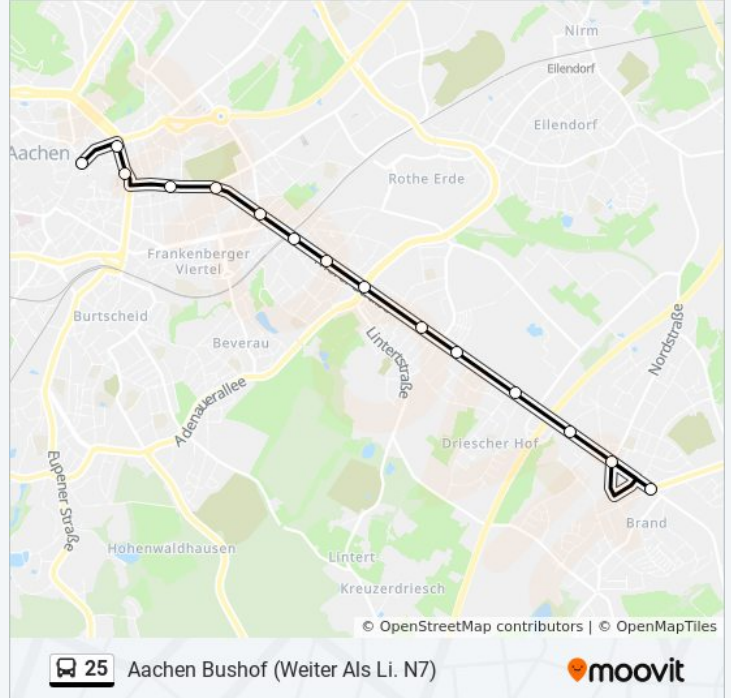 Nirm
Eilendorf
Eilendorf
Aachen
Rothe Erde
Frankenberger
Viertel
Burtscheid
Beverau
Lintertstraße
Nordstraße
Adenauerallee
Driescher Hof
Eupener Straße
Brand
Hohenwaldhausen
Lintert
Kreuzerdriesch
© OpenStreetMap contributors | © OpenMapTiles
25 Aachen Bushof (Weiter Als Li. N7) moovit